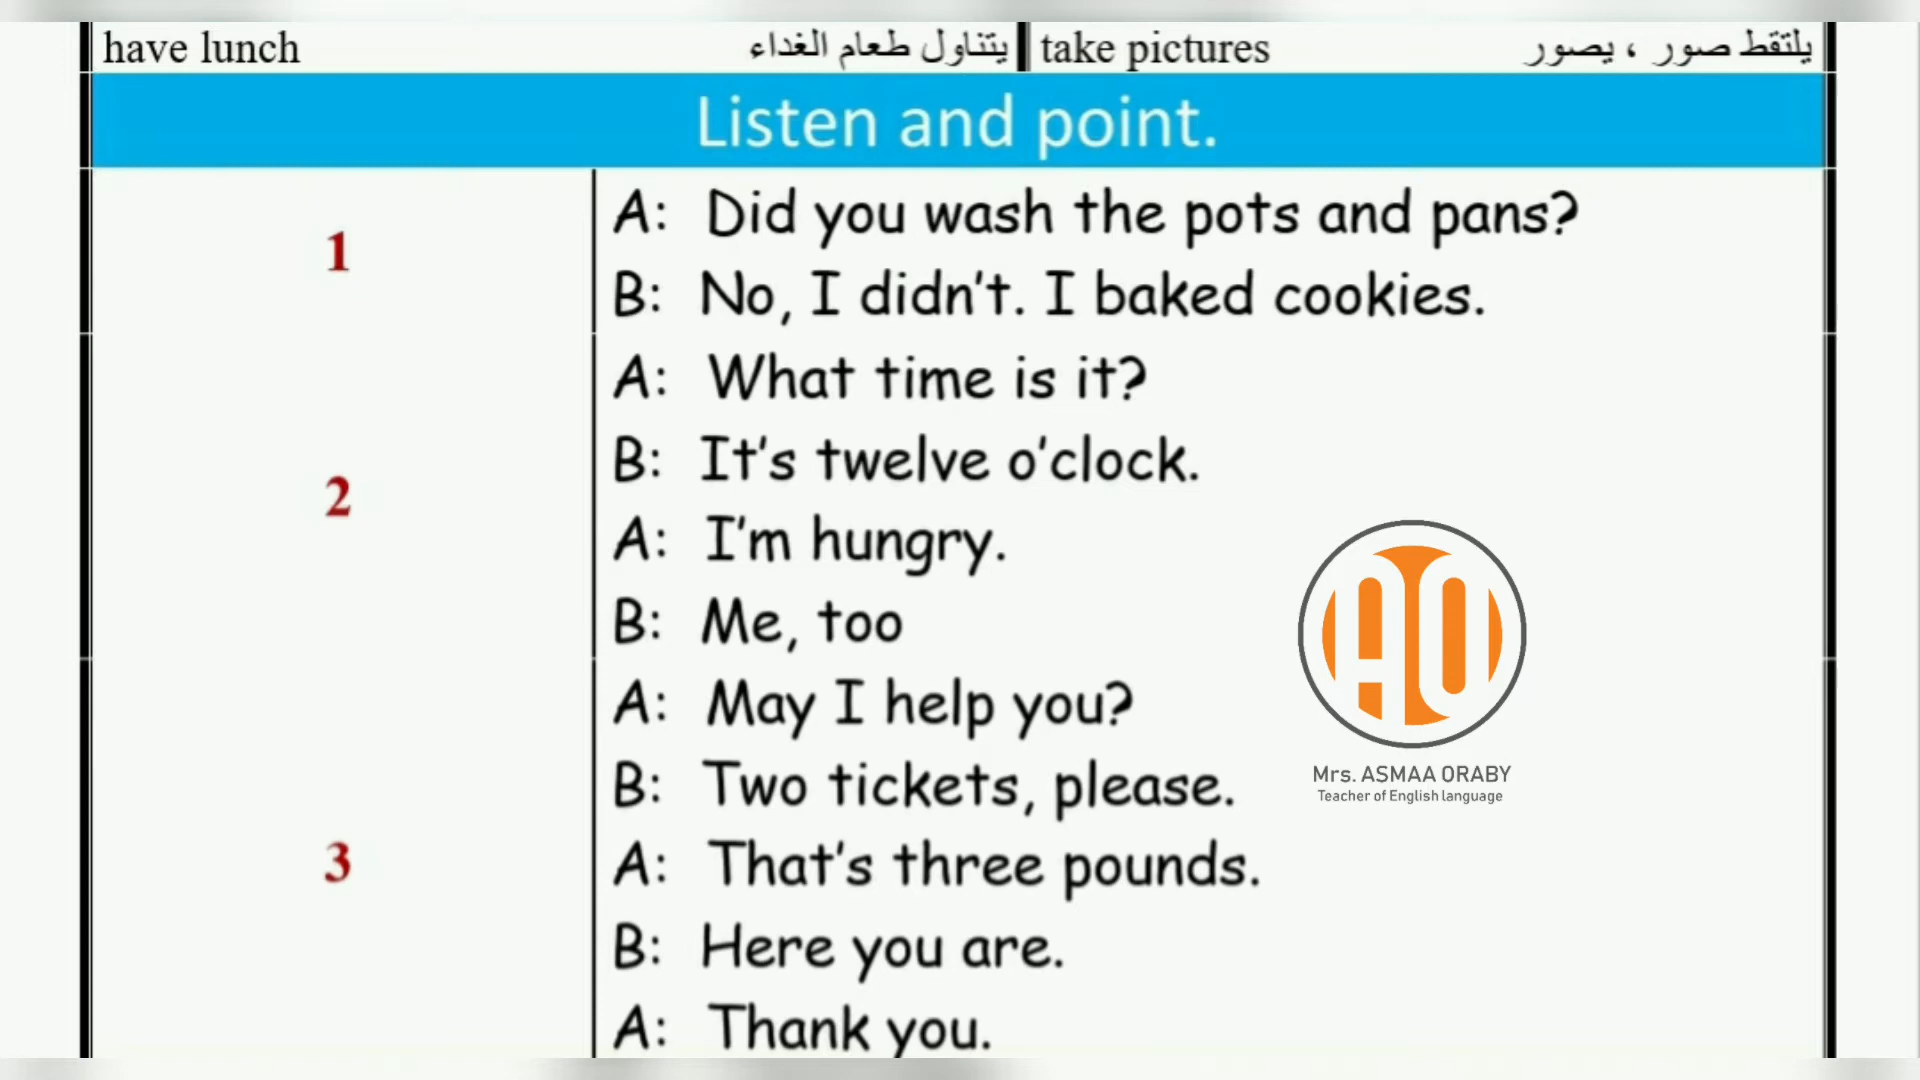 have lunch يتناول طعام الغداء take pictures يلتقط صور ، يصور
Listen and point.
1
A: Did you wash the pots and pans?
B: No, I didn't. I baked cookies.
2
A: What time is it?
B: It's twelve o'clock.
A: I'm hungry.
B: Me, too
3
A: May I help you?
B: Two tickets, please.
A: That's three pounds.
B: Here you are.
A: Thank you.
AO
Mrs. ASMAA ORABY
Teacher of English language